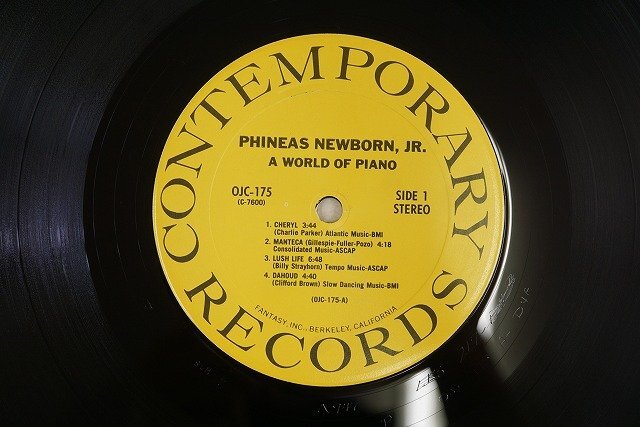 CONTEMPORARY RECORDS
PHINEAS NEWBORN, JR.
A WORLD OF PIANO
OJC-175
(C-7600)
SIDE 1
STEREO
1. CHERYL 3:44
(Charlie Parker) Atlantic Music-BMI
2. MANTECA (Gillespie-Fuller-Pozo) 4:18
Consolidated Music-ASCAP
3. LUSH LIFE 6:48
(Billy Strayhorn) Tempo Music-ASCAP
4. DAHOUD 4:40
(Clifford Brown) Slow Dancing Music-BMI
(OJC-175-A)
FANTASY, INC., BERKELEY, CALIFORNIA